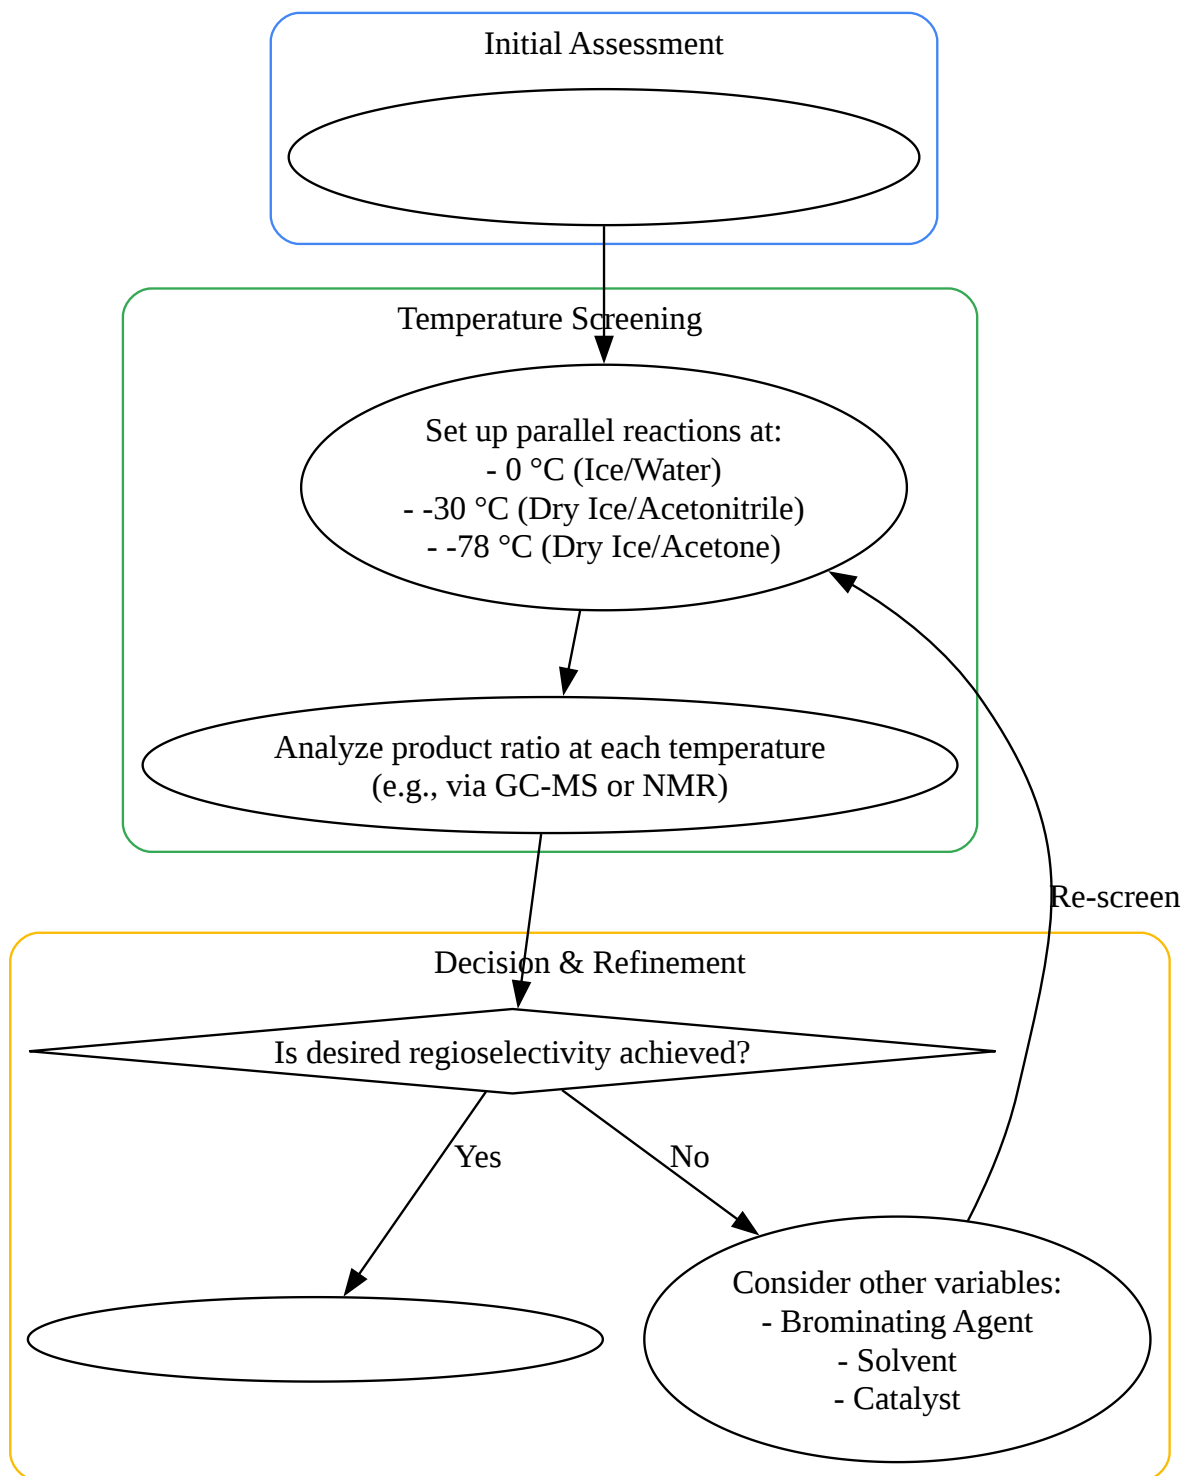 Initial Assessment
Temperature Screening
Set up parallel reactions at:
- 0 °C (Ice/Water)
- -30 °C (Dry Ice/Acetonitrile)
- -78 °C (Dry Ice/Acetone)
Analyze product ratio at each temperature
(e.g., via GC-MS or NMR)
Re-screen
Decision & Refinement
Is desired regioselectivity achieved?
Yes
No
Consider other variables:
- Brominating Agent
- Solvent
- Catalyst